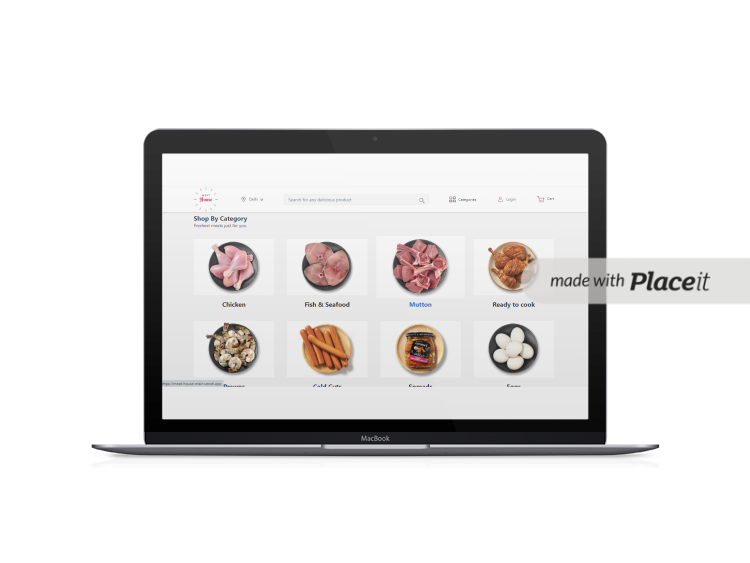 Delhi
Search for any delicious product
Categories
Login
Cart
Shop By Category
Freshest meals just for you
Chicken
Fish & Seafood
Mutton
Ready to cook
Prawns
Cold Cuts
Spreads
Eggs
MacBook
made with Placeit